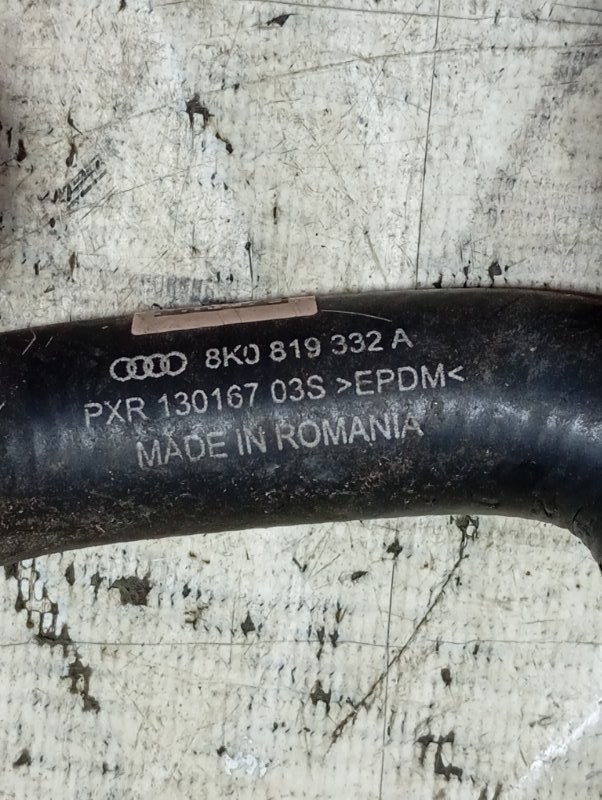 8K0 819 332 A
PXR 130167 03S >EPDM<
MADE IN ROMANIA